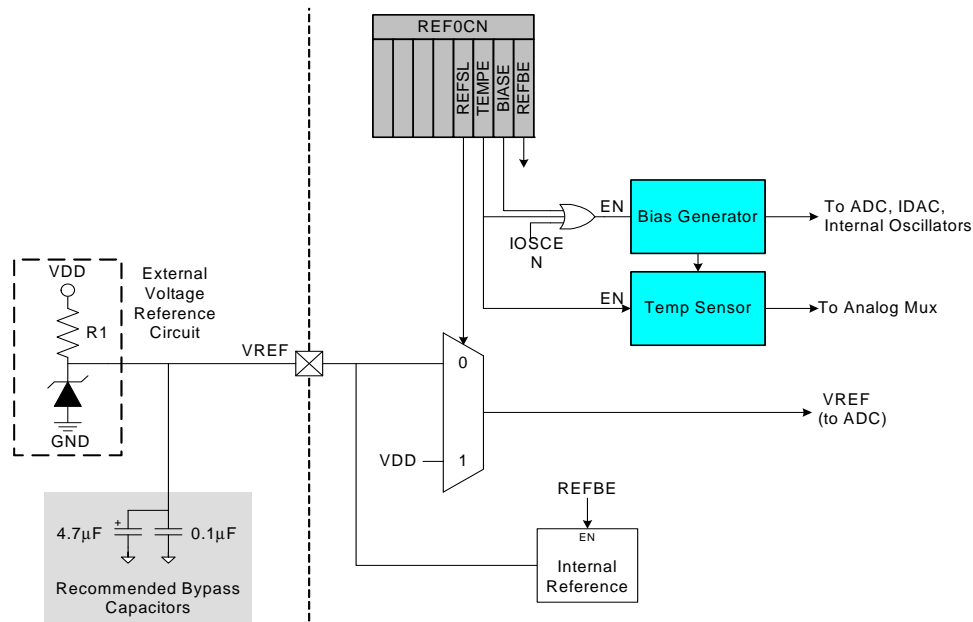 REF0CN
REFSL
TEMPE
BIASE
REFBE
EN
Bias Generator
To ADC, IDAC,
Internal Oscillators
IOSCE
N
EN
Temp Sensor
To Analog Mux
VDD
R1
GND
External
Voltage
Reference
Circuit
VREF
0
VDD
1
VREF
(to ADC)
REFBE
EN
Internal
Reference
4.7μF
+
0.1μF
Recommended Bypass
Capacitors